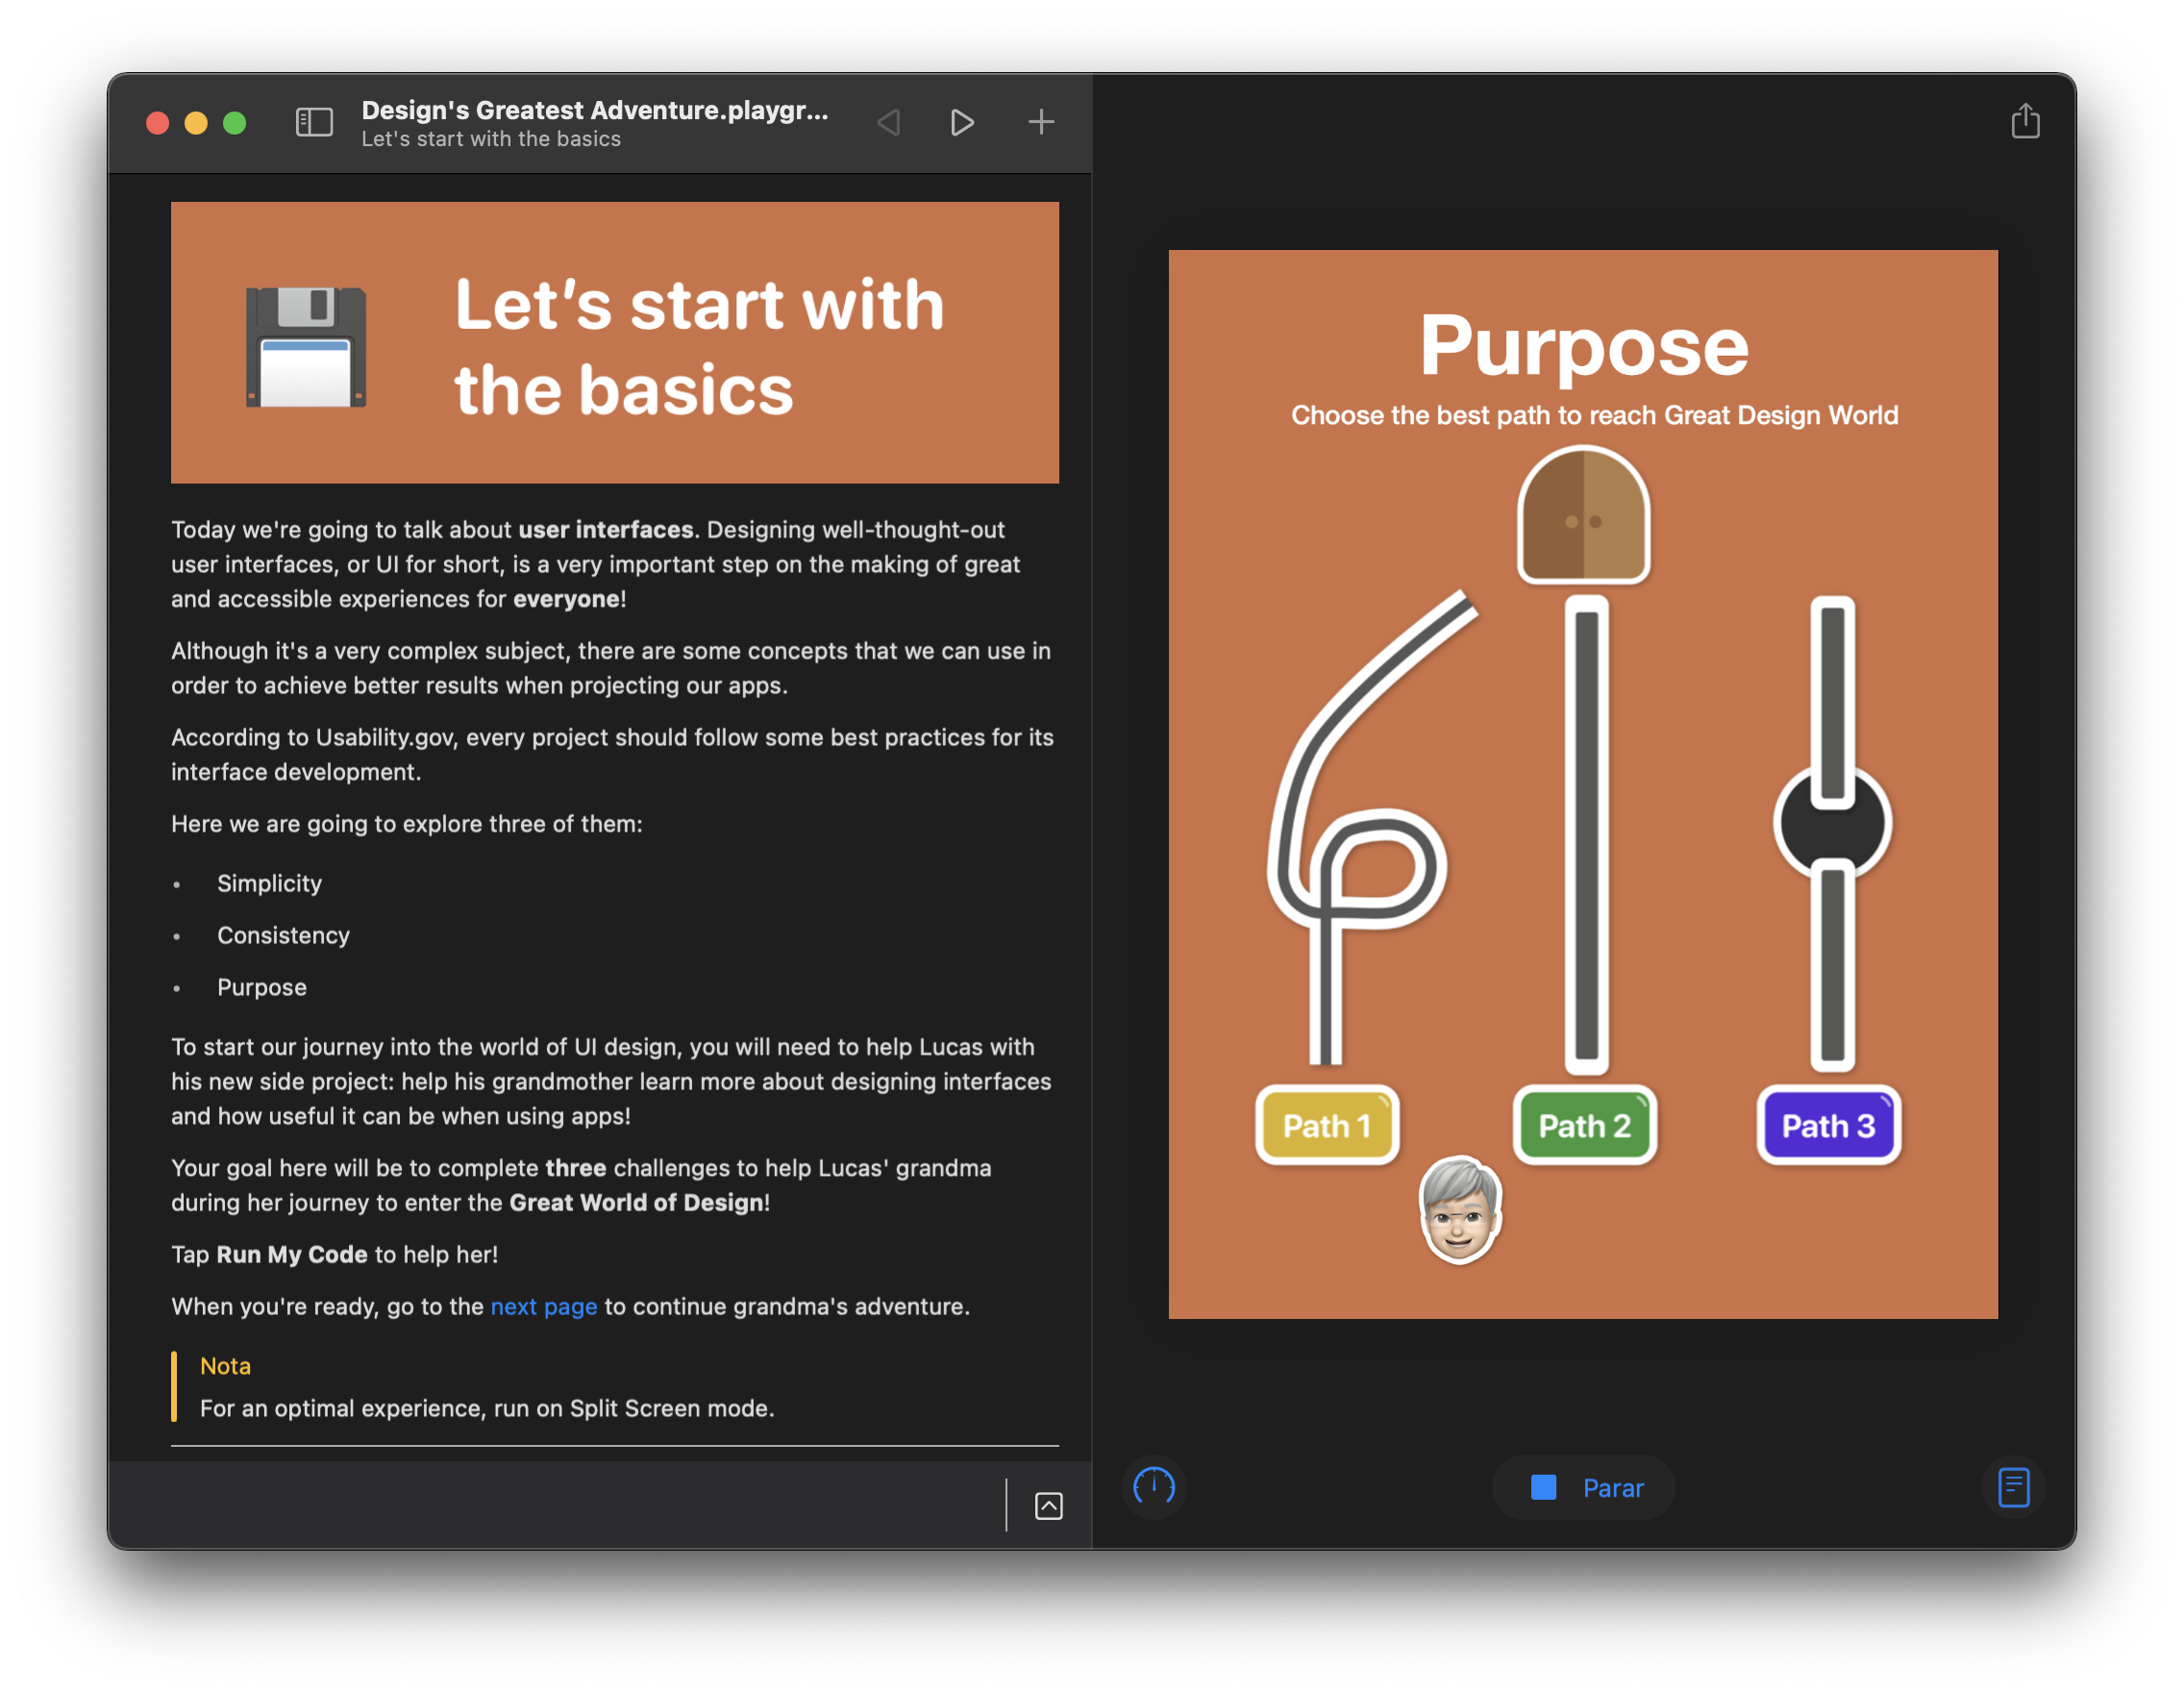 Design's Greatest Adventure.playgr...
Let's start with the basics
Let's start with
the basics
Today we're going to talk about user interfaces. Designing well-thought-out
user interfaces, or UI for short, is a very important step on the making of great
and accessible experiences for everyone!
Although it's a very complex subject, there are some concepts that we can use in
order to achieve better results when projecting our apps.
According to Usability.gov, every project should follow some best practices for its
interface development.
Here we are going to explore three of them:
• Simplicity
• Consistency
• Purpose
To start our journey into the world of UI design, you will need to help Lucas with
his new side project: help his grandmother learn more about designing interfaces
and how useful it can be when using apps!
Your goal here will be to complete three challenges to help Lucas' grandma
during her journey to enter the Great World of Design!
Tap Run My Code to help her!
When you're ready, go to the next page to continue grandma's adventure.
Nota
For an optimal experience, run on Split Screen mode.
Purpose
Choose the best path to reach Great Design World
Path 1
Path 2
Path 3
Parar